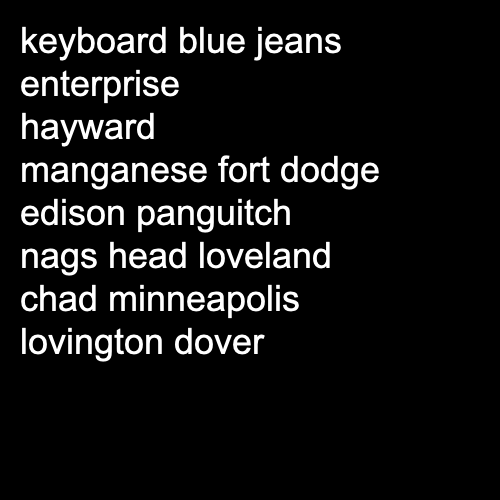 keyboard blue jeans
enterprise
hayward
manganese fort dodge
edison panguitch
nags head loveland
chad minneapolis
lovington dover